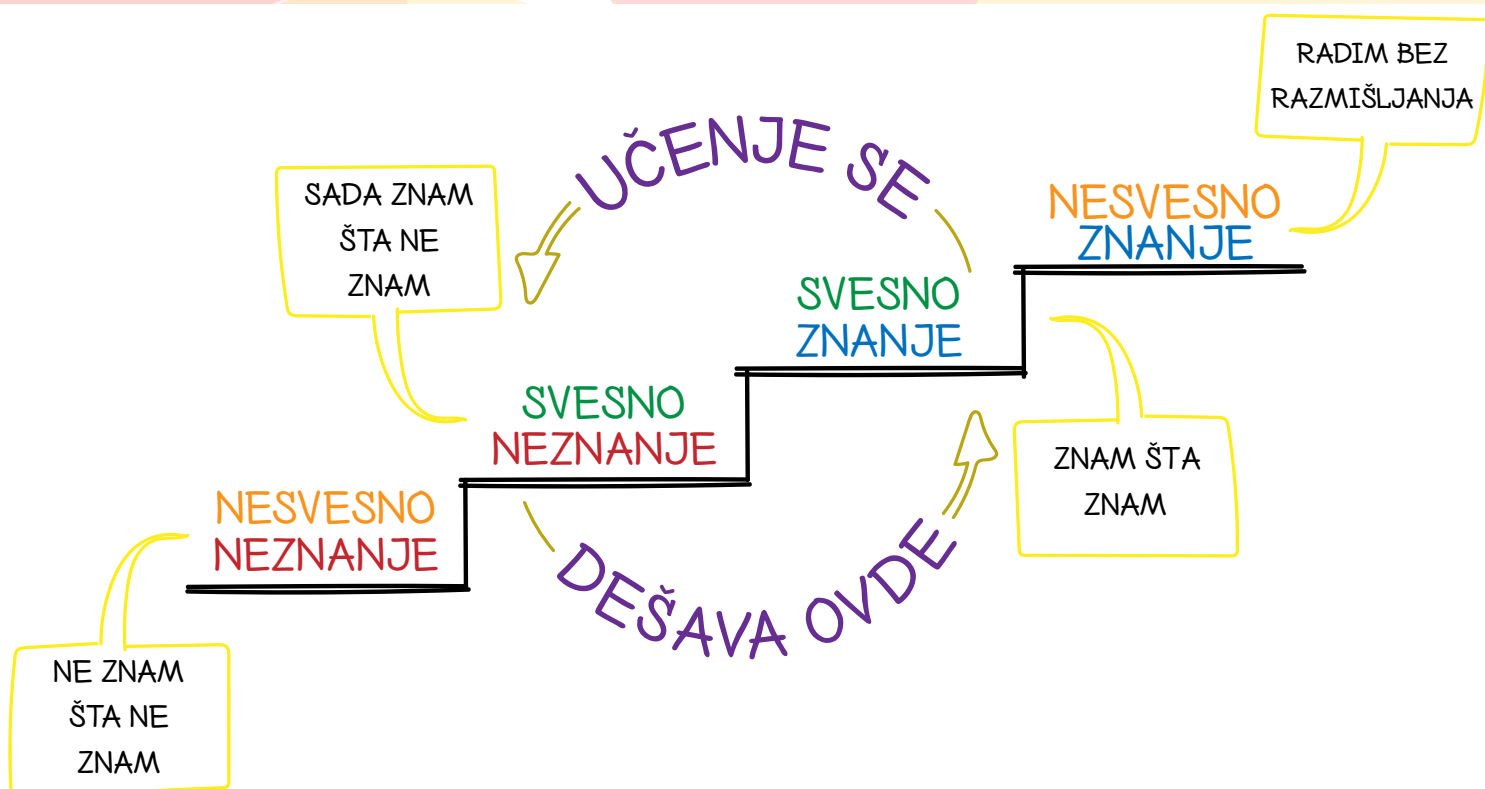 RADIM BEZ
RAZMIŠLJANJA
UČENJE SE
SADA ZNAM
ŠTA NE
ZNAM
NESVESNO
ZNANJE
SVESNO
ZNANJE
SVESNO
NEZNANJE
ZNAM ŠTA
ZNAM
NESVESNO
NEZNANJE
DEŠAVA OVDE
NE ZNAM
ŠTA NE
ZNAM